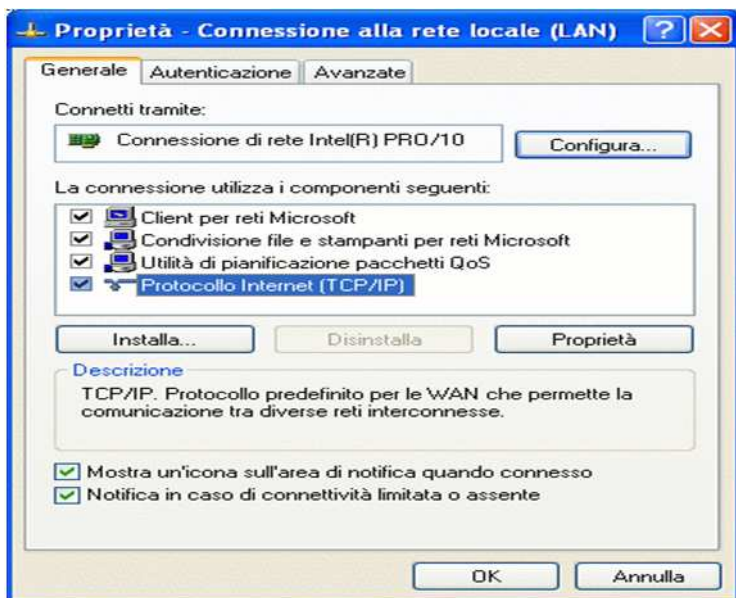 Proprietà - Connessione alla rete locale (LAN)
Generale Autenticazione Avanzate
Connetti tramite:
Connessione di rete Intel(R) PRO/10 Configura...
La connessione utilizza i componenti seguenti:
Client per reti Microsoft
Condivisione file e stampanti per reti Microsoft
Utilità di pianificazione pacchetti QoS
Protocollo Internet (TCP/IP)
Installa... Disinstalla Proprietà
Descrizione
TCP/IP. Protocollo predefinito per le WAN che permette la
comunicazione tra diverse reti interconnesse.
Mostra un'icona sull'area di notifica quando connesso
Notifica in caso di connettività limitata o assente
OK Annulla